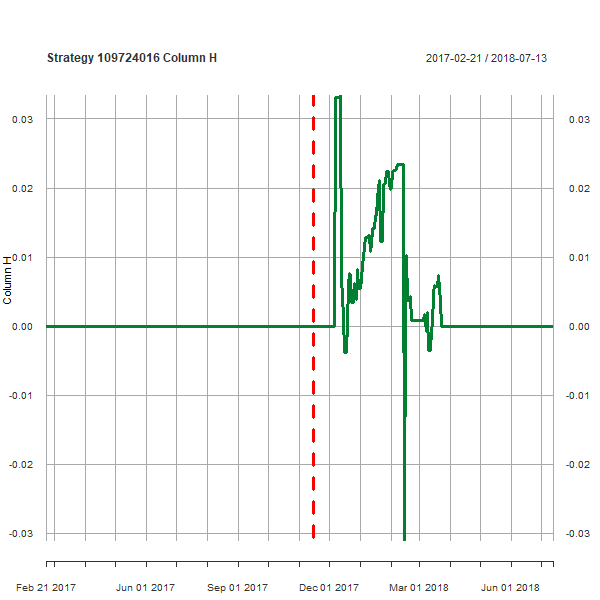 Strategy 109724016 Column H
2017-02-21 / 2018-07-13
0.03 0.03
0.02 0.02
0.01 0.01
0.00 0.00
-0.01 -0.01
-0.02 -0.02
-0.03 -0.03
Column H
Feb 21 2017 Jun 01 2017 Sep 01 2017 Dec 01 2017 Mar 01 2018 Jun 01 2018